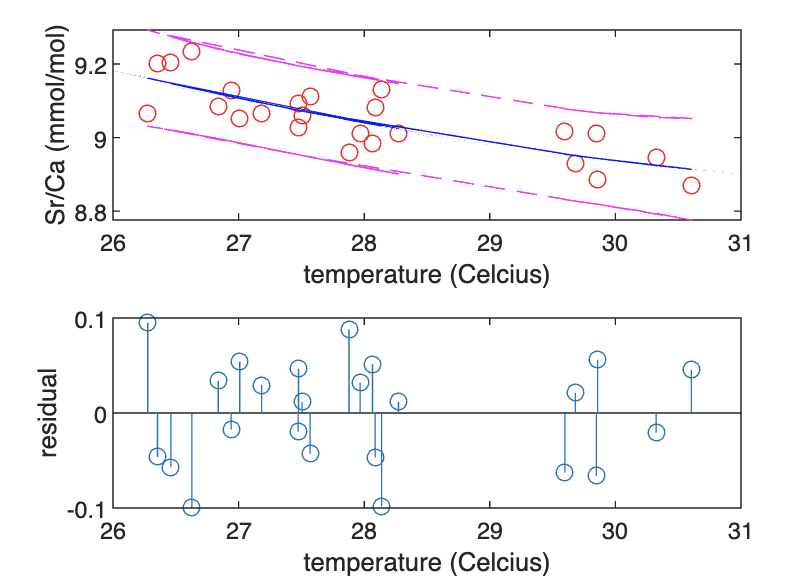 Sr/Ca (mmol/mol)
9.2
9
8.8
26 27 28 29 30 31
temperature (Celcius)
residual
0.1
0
-0.1
26 27 28 29 30 31
temperature (Celcius)